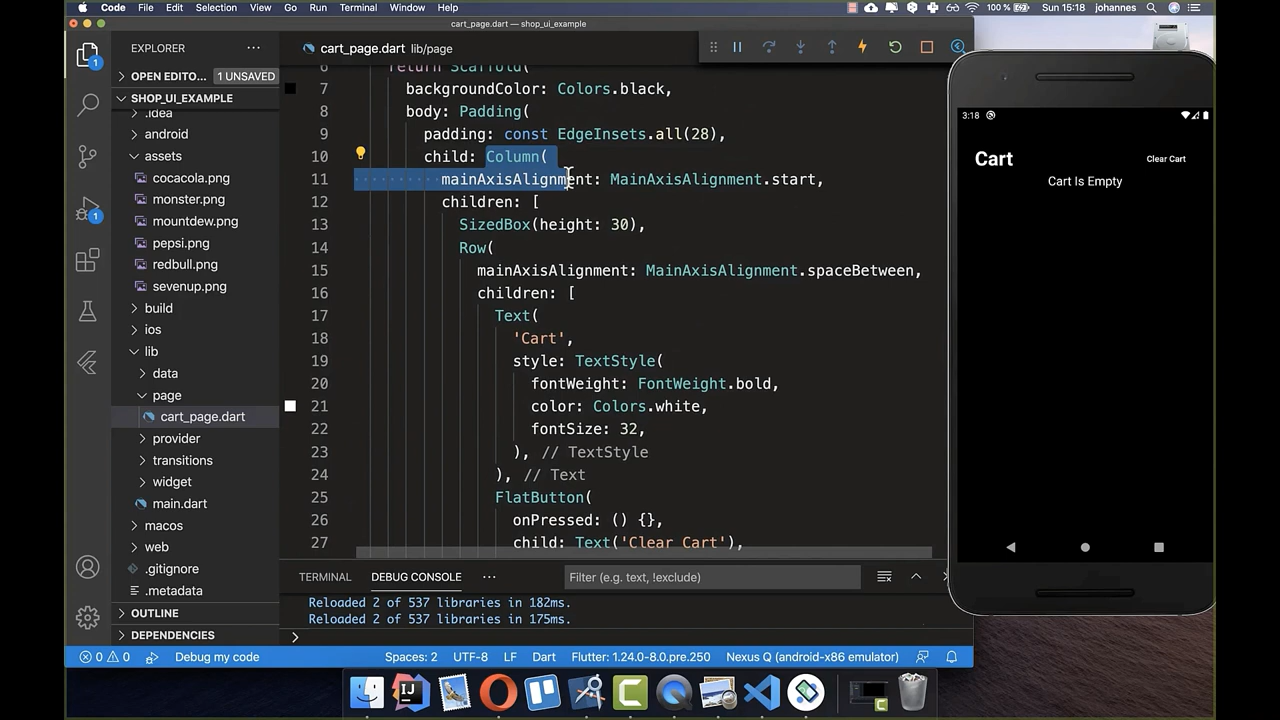 Code File Edit Selection View Go Run Terminal Window Help 100 % Sun 15:18 johannes
cart_page.dart — shop_ui_example
EXPLORER
OPEN EDITO... 1 UNSAVED
SHOP_UI_EXAMPLE
.idea
android
assets
cocacola.png
monster.png
mountdew.png
pepsi.png
redbull.png
sevenup.png
build
ios
lib
data
page
cart_page.dart
provider
transitions
widget
main.dart
macos
web
.gitignore
.metadata
OUTLINE
DEPENDENCIES
1
1
cart_page.dart lib/page
6 return Scaffold(
7 backgroundColor: Colors.black,
8 body: Padding(
9 padding: const EdgeInsets.all(28),
10 child: Column(
11 mainAxisAlignment: MainAxisAlignment.start,
12 children: [
13 SizedBox(height: 30),
14 Row(
15 mainAxisAlignment: MainAxisAlignment.spaceBetween,
16 children: [
17 Text(
18 'Cart',
19 style: TextStyle(
20 fontWeight: FontWeight.bold,
21 color: Colors.white,
22 fontSize: 32,
23 ), // TextStyle
24 ), // Text
25 FlatButton(
26 onPressed: () {},
27 child: Text('Clear Cart'),
TERMINAL DEBUG CONSOLE ··· Filter (e.g. text, !exclude)
Reloaded 2 of 537 libraries in 182ms.
Reloaded 2 of 537 libraries in 175ms.
0 0 Debug my code Spaces: 2 UTF-8 LF Dart Flutter: 1.24.0-8.0.pre.250 Nexus Q (android-x86 emulator)
3:18
Cart Clear Cart
Cart Is Empty